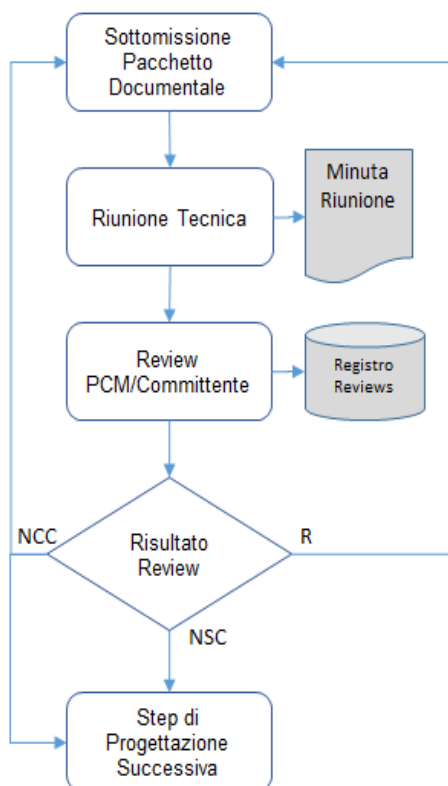 Sottomissione
Pacchetto
Documentale
Riunione Tecnica
Minuta
Riunione
Review
PCM/Committente
Registro
Reviews
NCC
Risultato
Review
R
NSC
Step di
Progettazione
Successiva